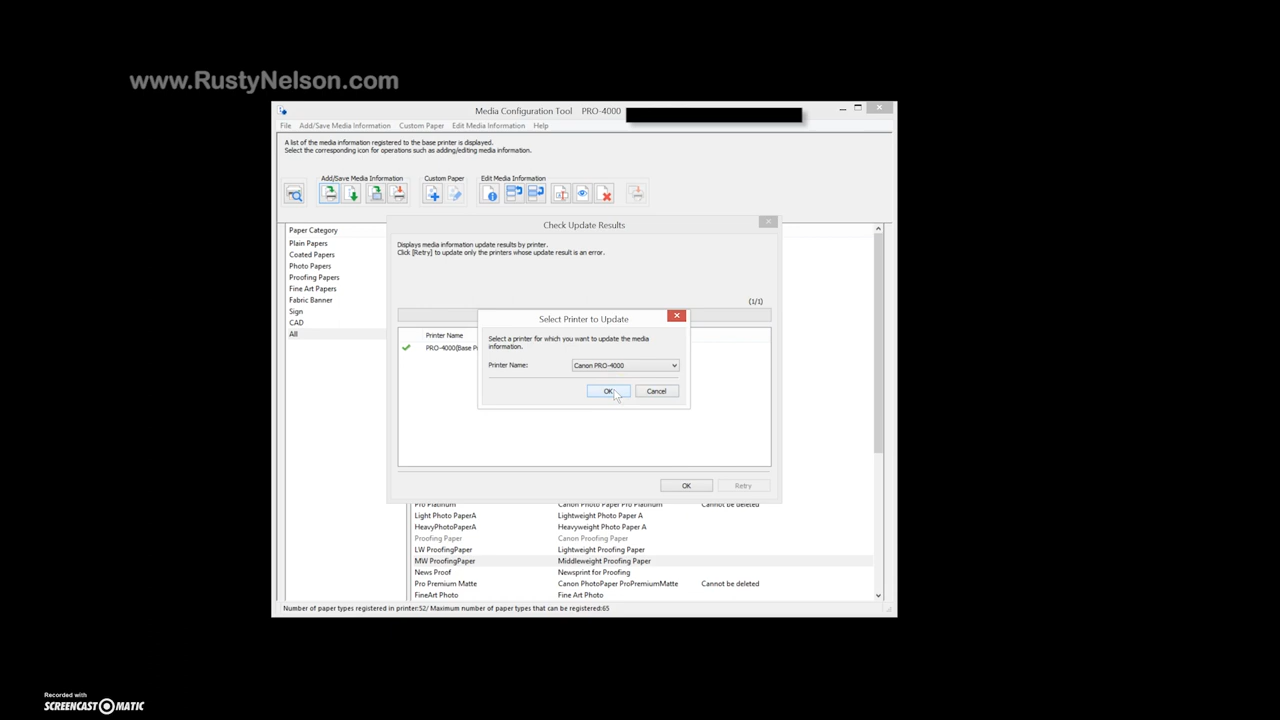 www.RustyNelson.com
Media Configuration Tool PRO-4000
File Add/Save Media Information Custom Paper Edit Media Information Help
A list of the media information registered to the base printer is displayed.
Select the corresponding icon for operations such as adding/editing media information.
Add/Save Media Information Custom Paper Edit Media Information
Paper Category
Plain Papers
Coated Papers
Photo Papers
Proofing Papers
Fine Art Papers
Fabric Banner
Sign
CAD
All
Check Update Results
Displays media information update results by printer.
Click [Retry] to update only the printers whose update result is an error.
(1/1)
Printer Name
PRO-4000(Base P
Select Printer to Update
Select a printer for which you want to update the media
information.
Printer Name: Canon PRO-4000
OK Cancel
OK Retry
Pro Platinum Canon Photo Paper Pro Platinum Cannot be deleted
Light Photo PaperA Lightweight Photo Paper A
HeavyPhotoPaperA Heavyweight Photo Paper A
Proofing Paper Canon Proofing Paper
LW ProofingPaper Lightweight Proofing Paper
MW ProofingPaper Middleweight Proofing Paper
News Proof Newsprint for Proofing
Pro Premium Matte Canon PhotoPaper ProPremiumMatte Cannot be deleted
FineArt Photo Fine Art Photo
Number of paper types registered in printer:52/ Maximum number of paper types that can be registered:65
Recorded with
SCREENCAST MATIC